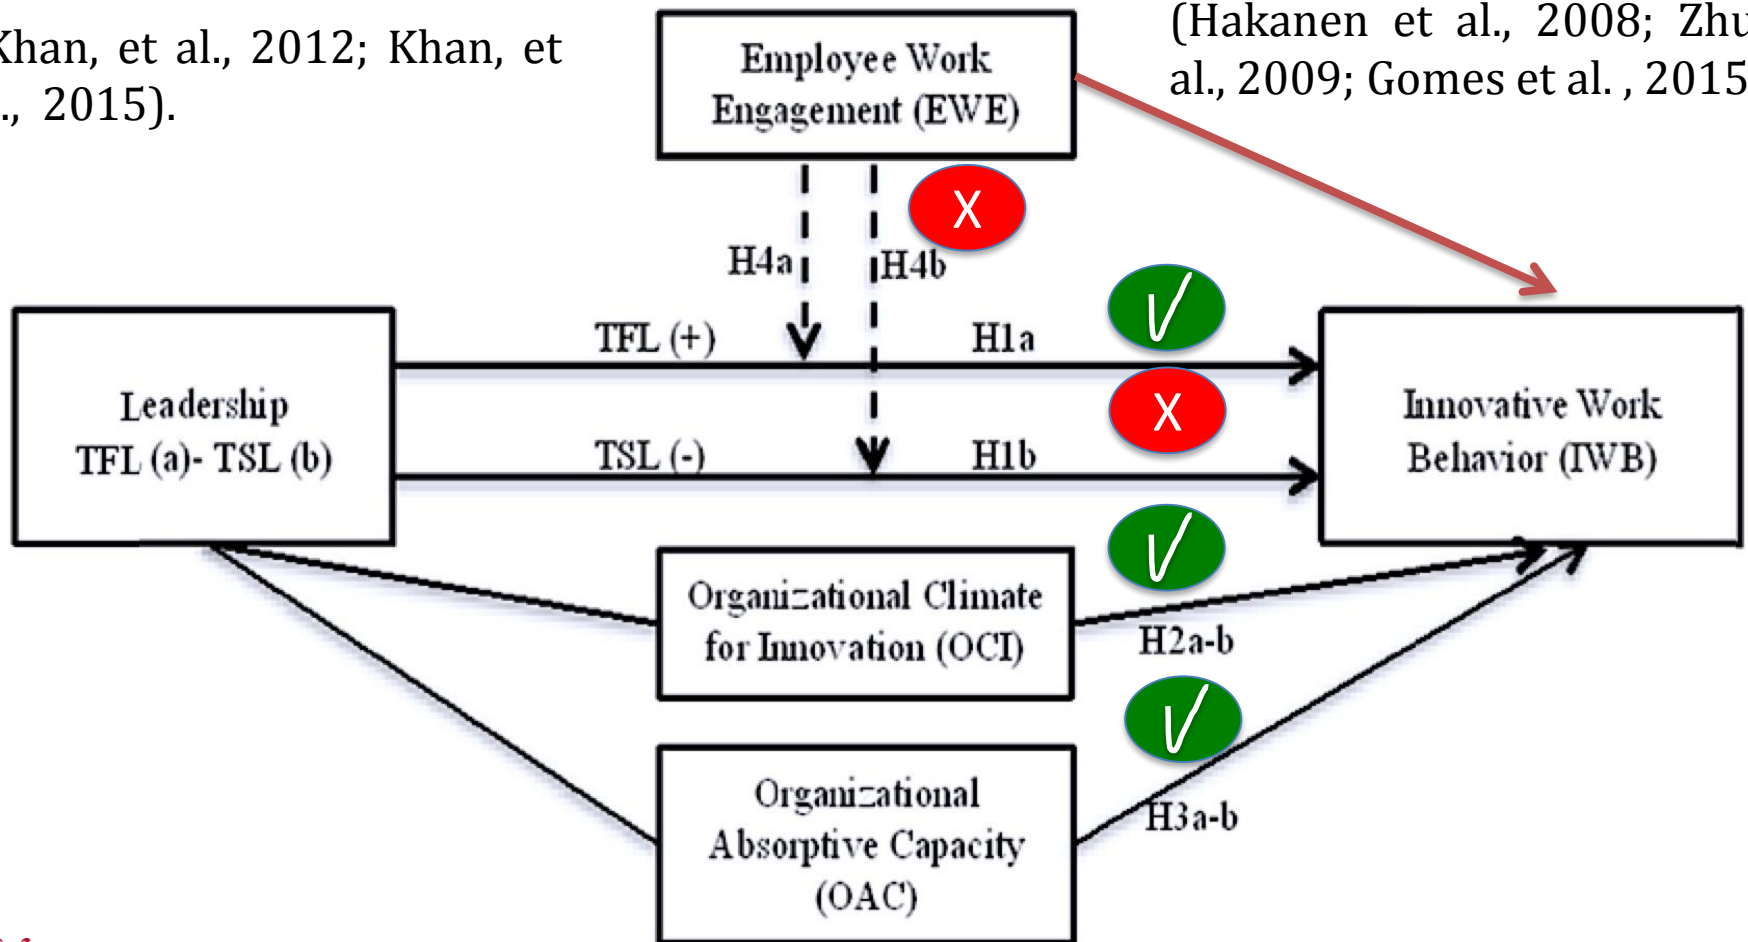 Khan, et al., 2012; Khan, et
., 2015).
(Hakanen et al., 2008; Zhu
al., 2009; Gomes et al. , 2015
Employee Work
Engagement (EWE)
X
H4a
H4b
TFL (+)
H1a
Leadership
TFL (a)- TSL (b)
X
TSL (-)
H1b
Innovative Work
Behavior (IWB)
Organizational Climate
for Innovation (OCI)
H2a-b
Organizational
Absorptive Capacity
(OAC)
H3a-b